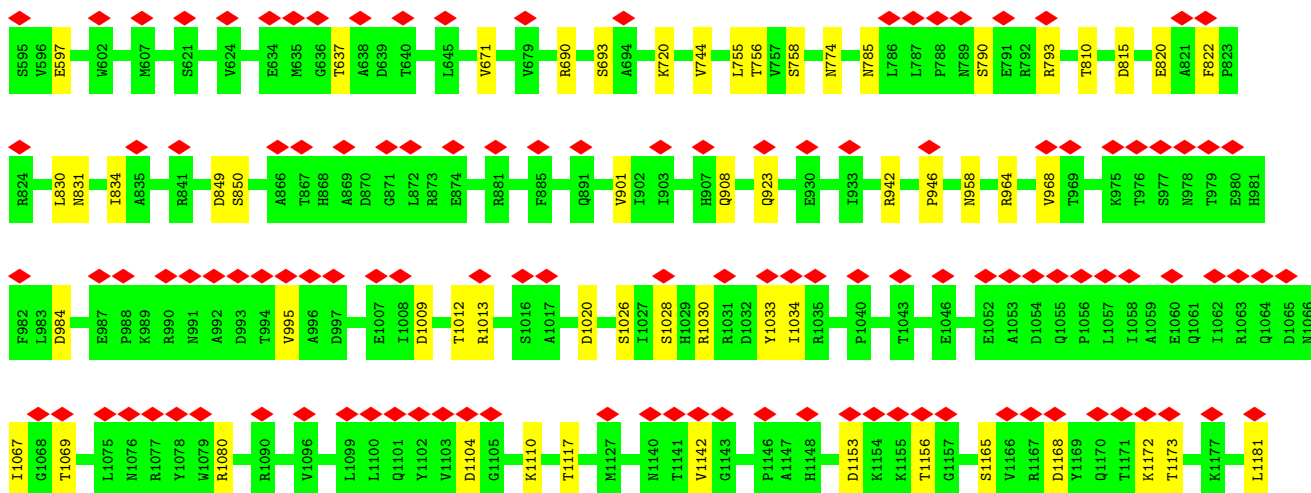 S595 V596 E597 W602 M607 S621 V624 E634 M635 G636 T637 A638 D639 T640 L645 V671 V679 R690 S693 A694 K720 V744 L755 T756 V757 S758 N774 N785 L786 L787 P788 N789 S790 E791 R792 R793 T810 D815 E820 A821 F822 P823
R824 L830 N831 I834 A835 R841 D849 S850 A866 T867 H868 A869 D870 G871 L872 R873 E874 R881 F885 Q891 V901 I902 I903 H907 Q908 Q923 E930 I933 R942 P946 N958 R964 V968 T969 K975 T976 S977 N978 T979 E980 H981
F982 L983 D984 E987 P988 K989 R990 N991 A992 D993 T994 V995 A996 D997 E1007 I1008 D1009 T1012 R1013 S1016 A1017 D1020 S1026 I1027 S1028 H1029 R1030 R1031 D1032 Y1033 I1034 R1035 P1040 T1043 E1046 E1052 A1053 D1054 Q1055 P1056 L1057 I1058 A1059 E1060 Q1061 I1062 R1063 Q1064 D1065 N1066
I1067 G1068 T1069 L1075 N1076 R1077 Y1078 W1079 R1080 R1090 V1096 L1099 L1100 Q1101 Y1102 V1103 D1104 G1105 K1110 T1117 M1127 N1140 T1141 V1142 G1143 P1146 A1147 H1148 D1153 K1154 K1155 T1156 G1157 S1165 V1166 R1167 D1168 Y1169 Q1170 T1171 K1172 T1173 K1177 L1181